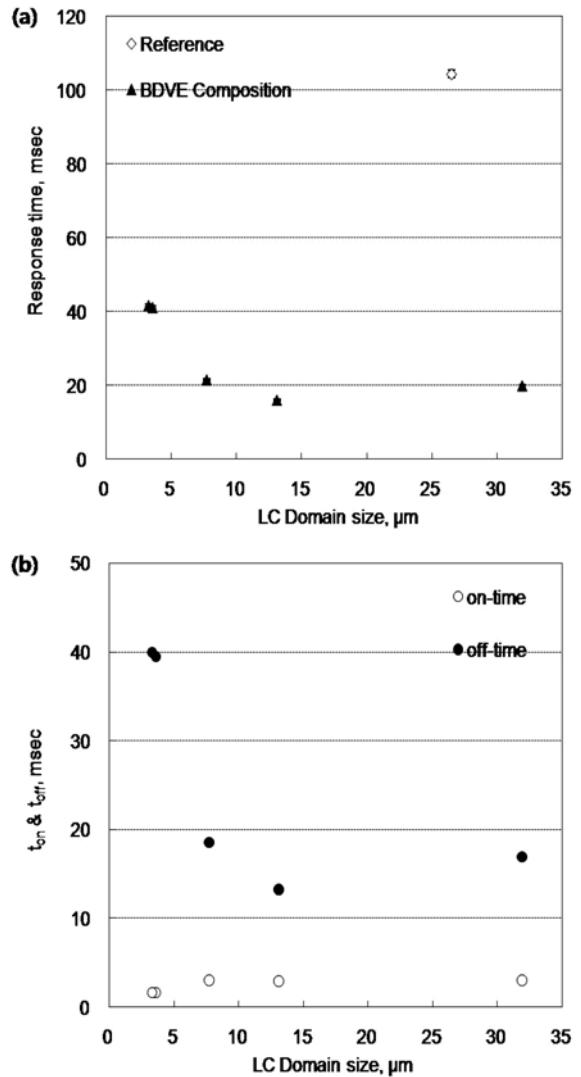 (a)
120
100
80
60
40
20
0
Response time, msec
◇ Reference
▲ BDVE Composition
0 5 10 15 20 25 30 35
LC Domain size, µm
(b)
50
40
30
20
10
0
t_on & t_off, msec
○ on-time
● off-time
0 5 10 15 20 25 30 35
LC Domain size, µm